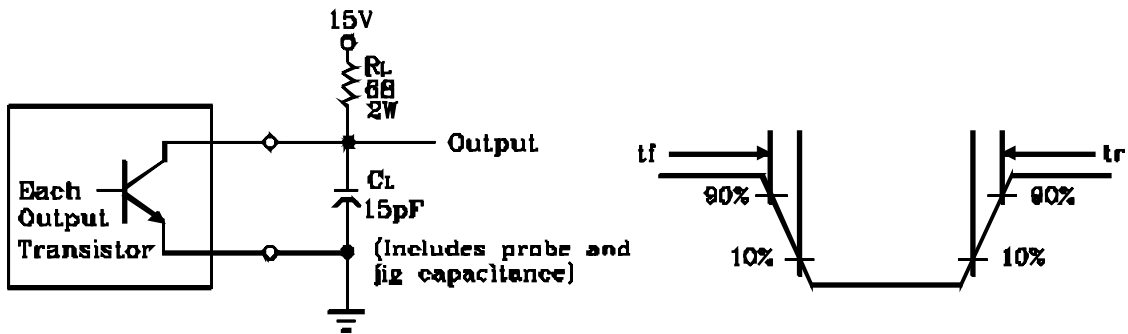 15V
RL
68
2W
Output
Each
Output
Transistor
CL
15pF
(Includes probe and
jig capacitance)
tf
tr
90%
90%
10%
10%